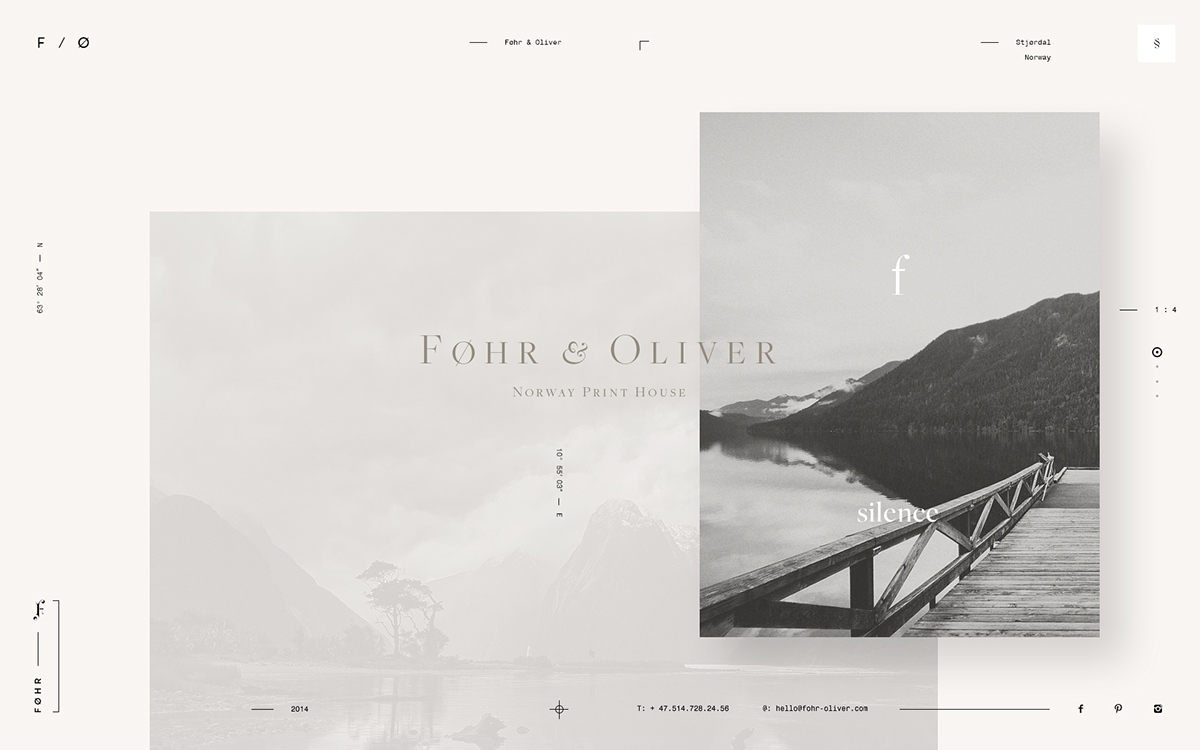 F / Ø
Føhr & Oliver
Stjørdal
Norway
§
63° 28' 04" — N
f
FØHR & OLIVER
NORWAY PRINT HOUSE
1 : 4
10° 55' 03" — E
silence
FØHR
2014
T: + 47.514.728.24.56
@: hello@fohr-oliver.com